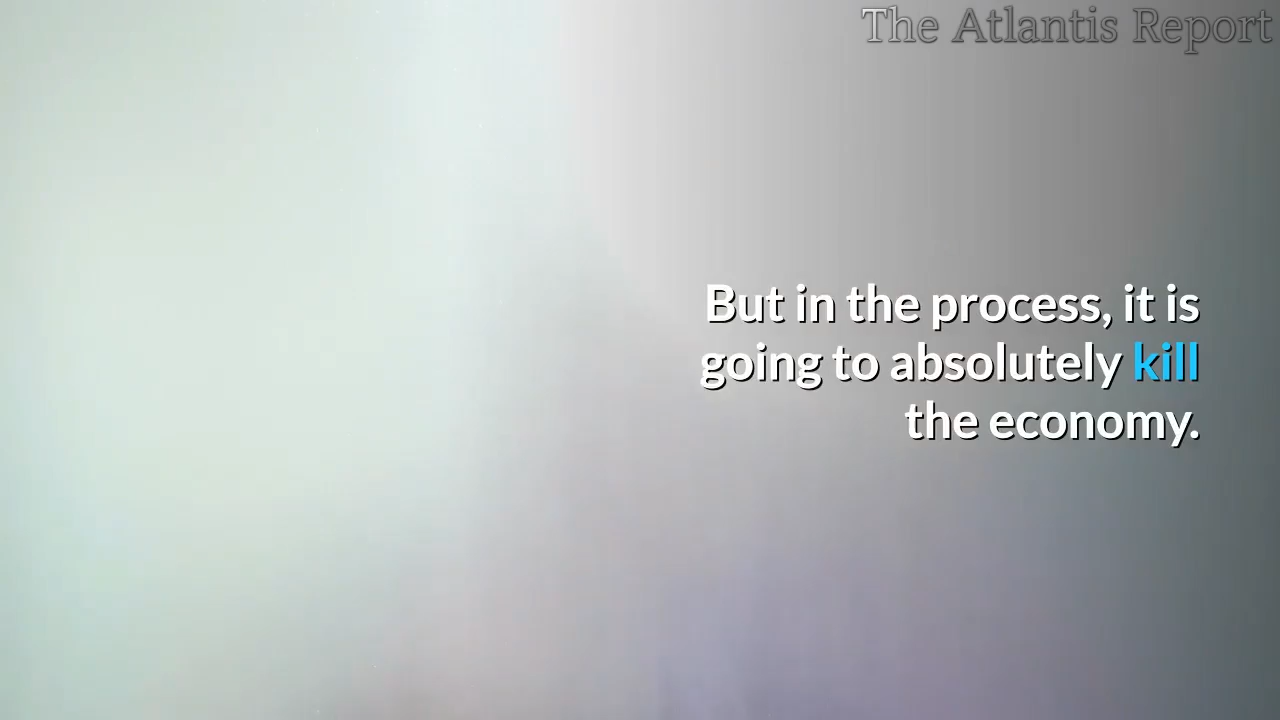 The Atlantis Report
But in the process, it is
going to absolutely kill
the economy.